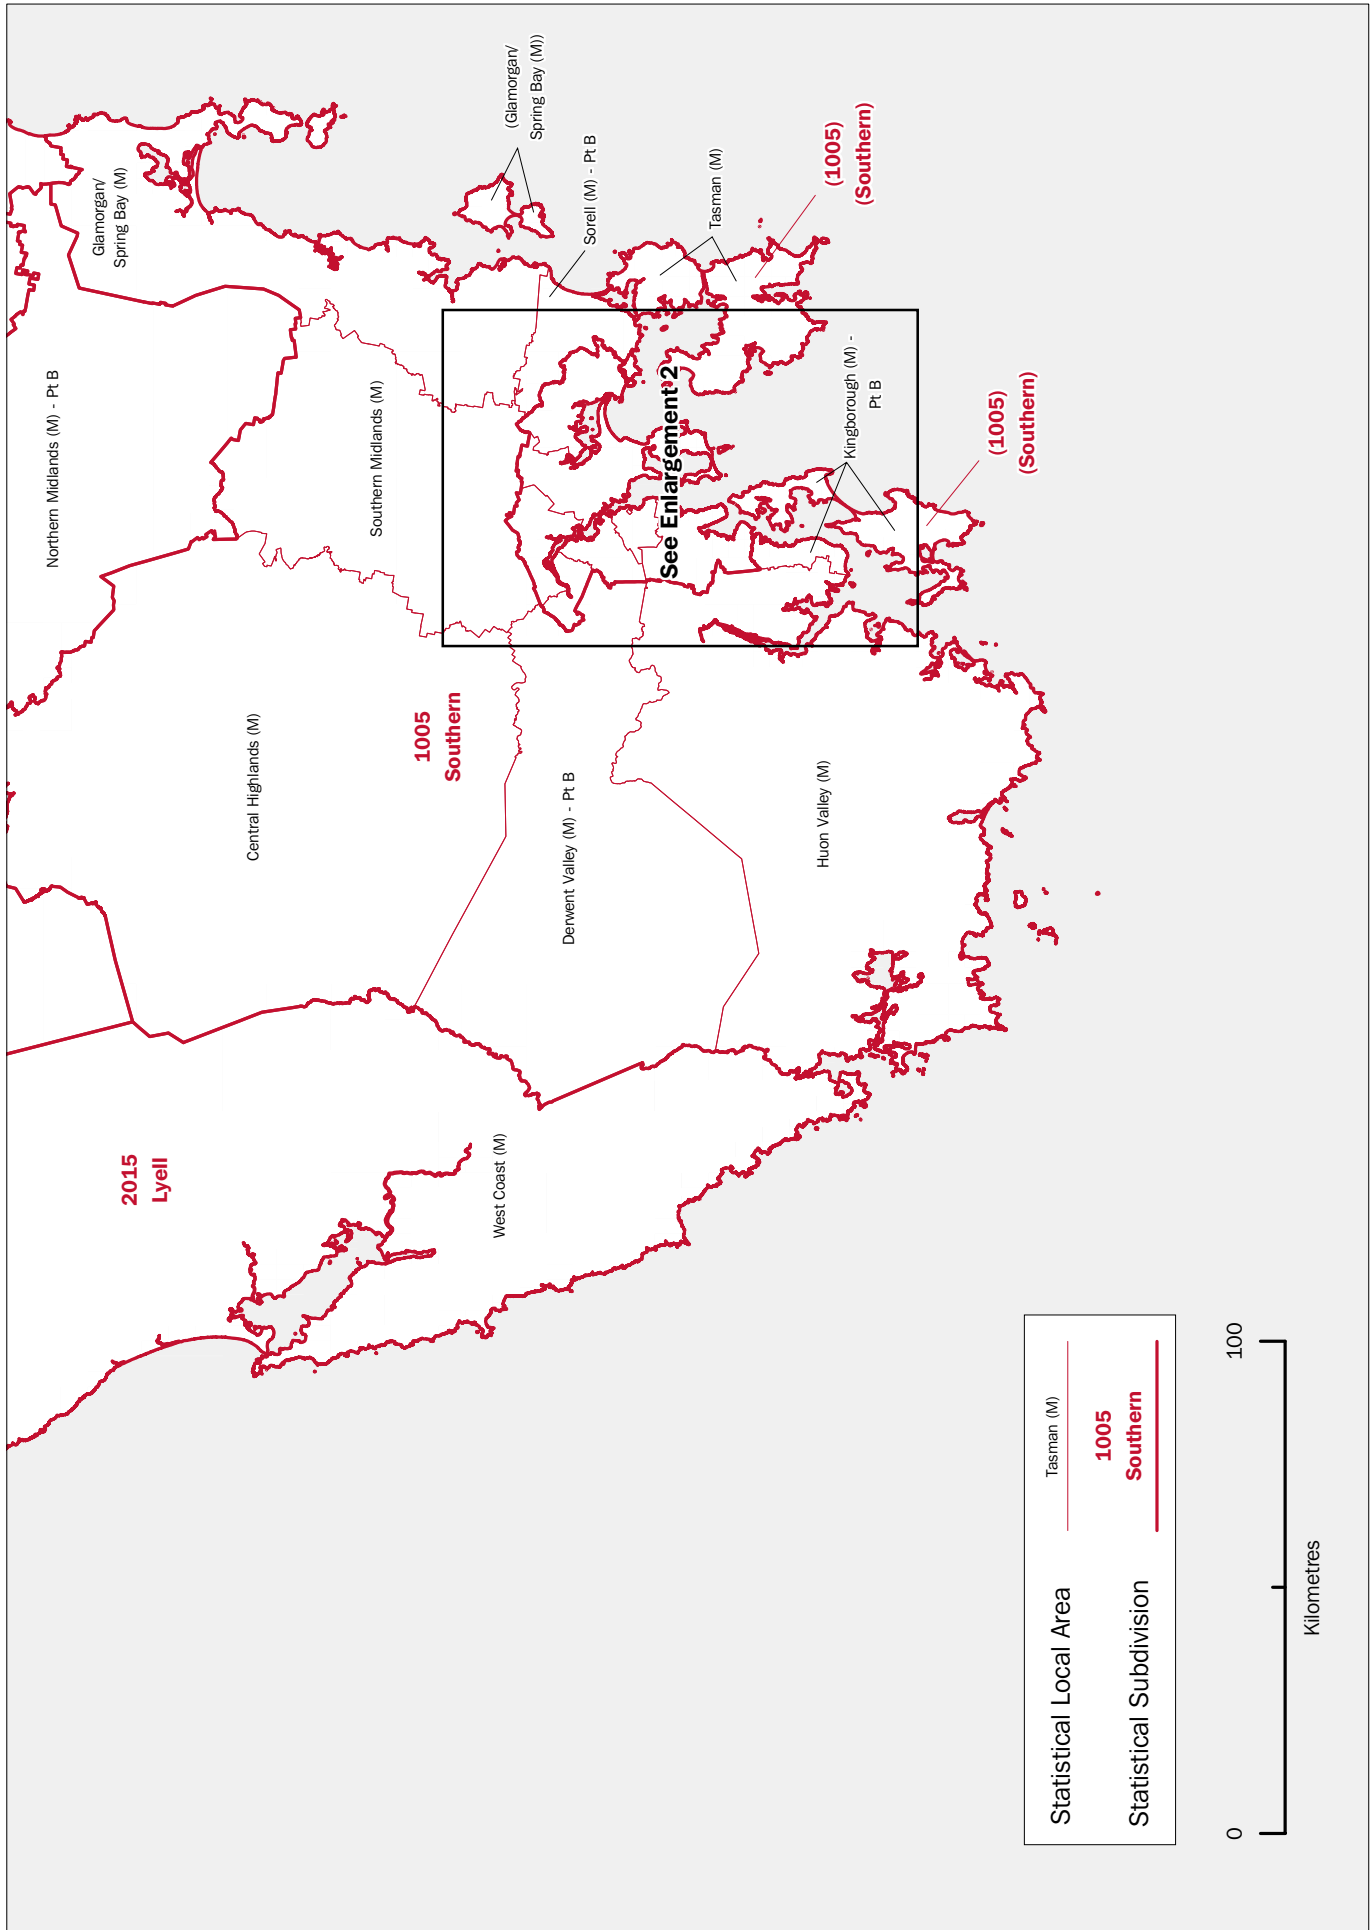 Northern Midlands (M) - Pt B
Glamorgan/
Spring Bay (M)
2015
Lyell
Central Highlands (M)
Southern Midlands (M)
1005
Southern
(Glamorgan/
Spring Bay (M))
West Coast (M)
Derwent Valley (M) - Pt B
Sorell (M) - Pt B
See Enlargement 2
Tasman (M)
Huon Valley (M)
(1005)
(Southern)
Kingborough (M) -
Pt B
(1005)
(Southern)
Statistical Local Area
Tasman (M)
Statistical Subdivision
1005
Southern
0
100
Kilometres